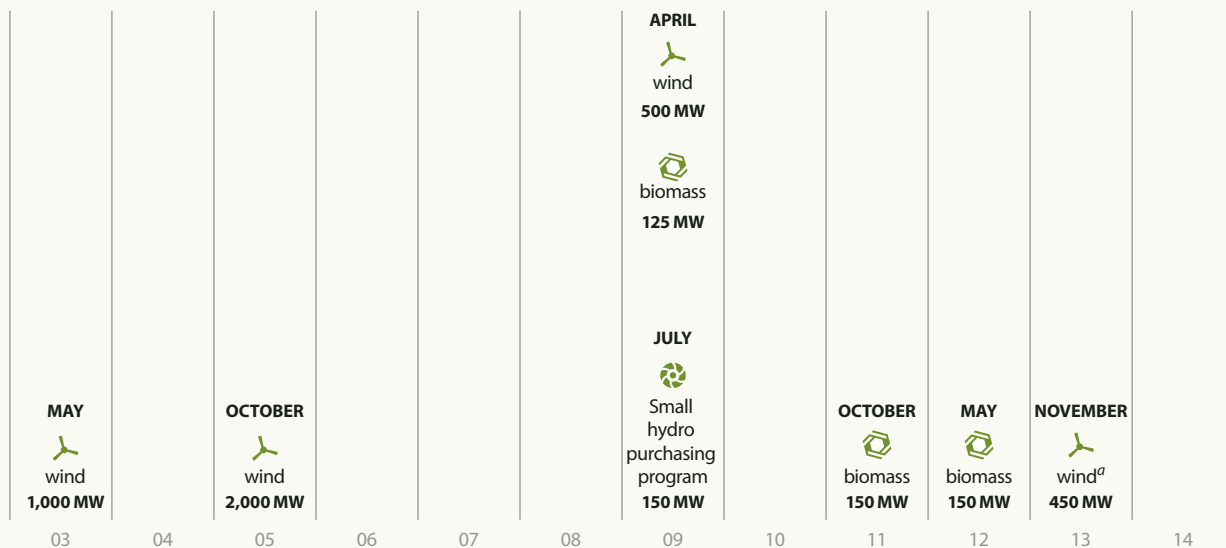 APRIL
wind
500 MW
biomass
125 MW
JULY
Small
hydro
purchasing
program
150 MW
MAY
wind
1,000 MW
OCTOBER
wind
2,000 MW
OCTOBER
biomass
150 MW
MAY
biomass
150 MW
NOVEMBER
windᵃ
450 MW
03 04 05 06 07 08 09 10 11 12 13 14